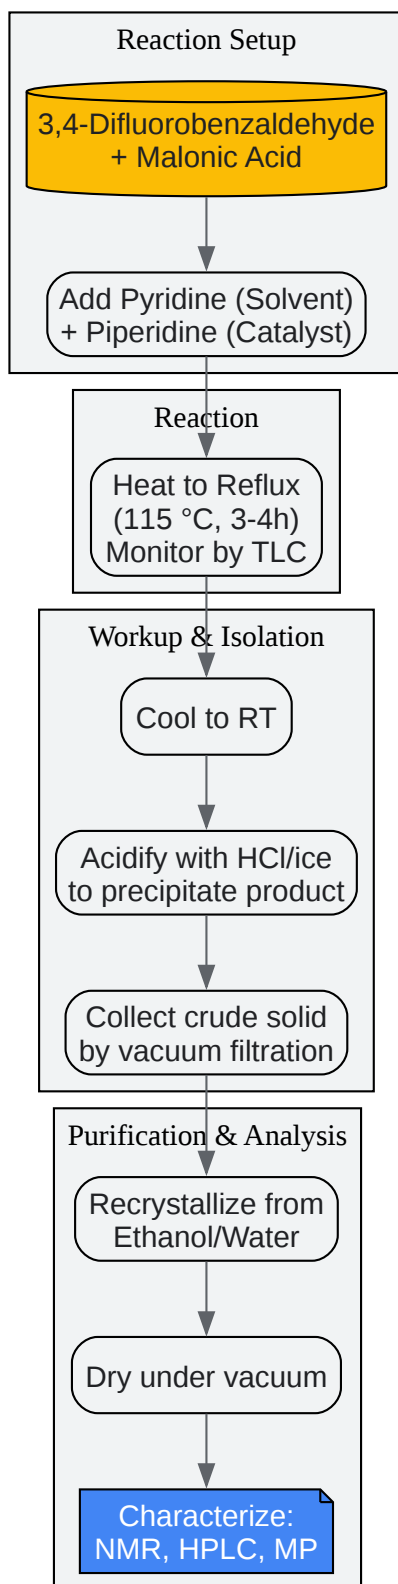 Reaction Setup
3,4-Difluorobenzaldehyde
+ Malonic Acid
Add Pyridine (Solvent)
+ Piperidine (Catalyst)
Reaction
Heat to Reflux
(115 °C, 3-4h)
Monitor by TLC
Workup & Isolation
Cool to RT
Acidify with HCl/ice
to precipitate product
Collect crude solid
by vacuum filtration
Purification & Analysis
Recrystallize from
Ethanol/Water
Dry under vacuum
Characterize:
NMR, HPLC, MP